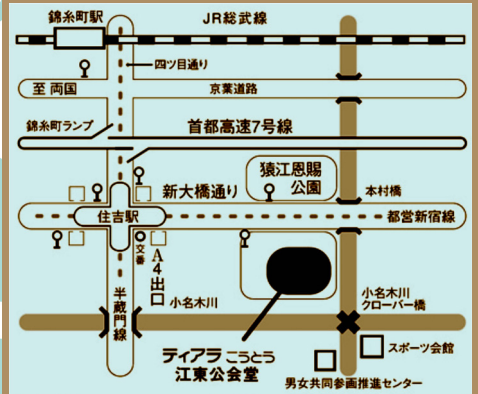 錦糸町駅
JR総武線
四ツ目通り
至 両国
京葉道路
錦糸町ランプ
首都高速7号線
猿江恩賜
公園
新大橋通り
本村橋
住吉駅
都営新宿線
交番
A4出口
半蔵門線
小名木川
小名木川
クローバー橋
ティアラ こうとう
江東公会堂
スポーツ会館
男女共同参画推進センター